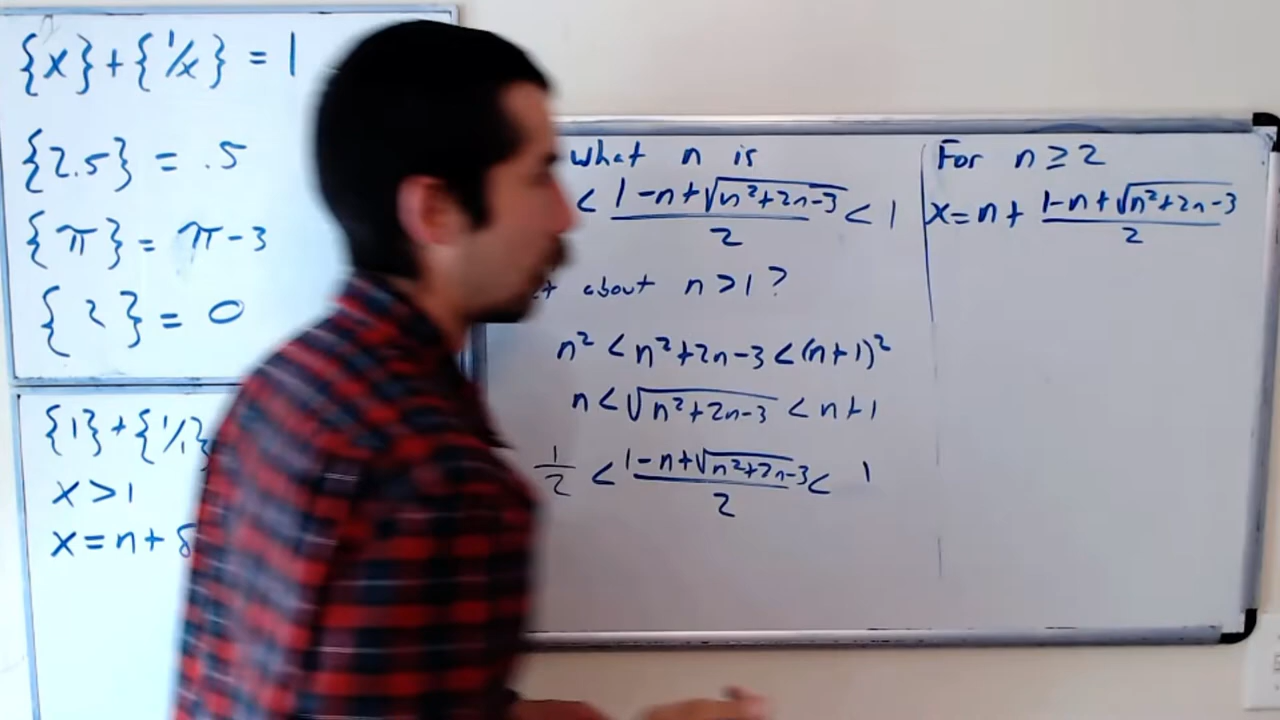 {x}+{1/x} = 1
{2.5} = .5
{π} = π-3
{2} = 0
{1}+{1/1}
x>1
x=n+δ
what n is
< (1-n+√(n²+2n-3))/2 < 1
about n>1?
n² < n²+2n-3 < (n+1)²
n < √(n²+2n-3) < n+1
1/2 < (1-n+√(n²+2n-3))/2 < 1
For n ≥ 2
x = n + (1-n+√(n²+2n-3))/2